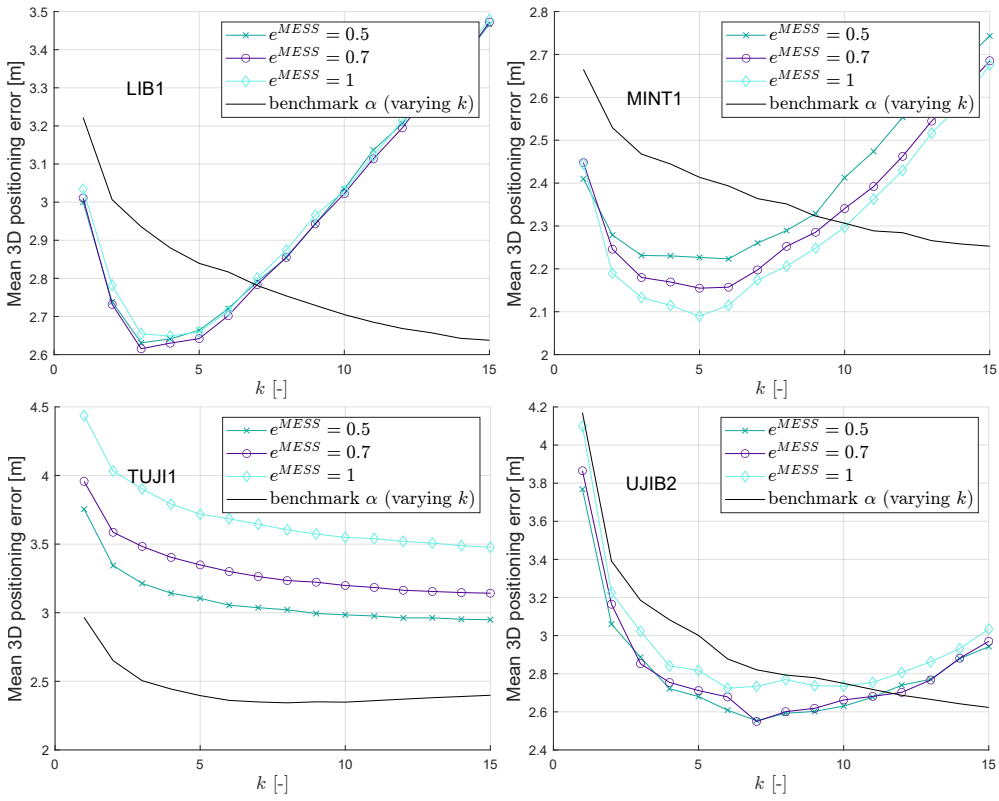 3.5
3.4
3.3
3.2
3.1
3.0
2.9
2.8
2.7
2.6
0
5
10
15
Mean 3D positioning error [m]
k [-]
LIB1
e^{MESS} = 0.5
e^{MESS} = 0.7
e^{MESS} = 1
benchmark α (varying k)
2.8
2.7
2.6
2.5
2.4
2.3
2.2
2.1
2
0
5
10
15
Mean 3D positioning error [m]
k [-]
MINT1
e^{MESS} = 0.5
e^{MESS} = 0.7
e^{MESS} = 1
benchmark α (varying k)
4.5
4
3.5
3
2.5
2
0
5
10
15
Mean 3D positioning error [m]
k [-]
TUJI1
e^{MESS} = 0.5
e^{MESS} = 0.7
e^{MESS} = 1
benchmark α (varying k)
4.2
4
3.8
3.6
3.4
3.2
3
2.8
2.6
2.4
0
5
10
15
Mean 3D positioning error [m]
k [-]
UJIB2
e^{MESS} = 0.5
e^{MESS} = 0.7
e^{MESS} = 1
benchmark α (varying k)